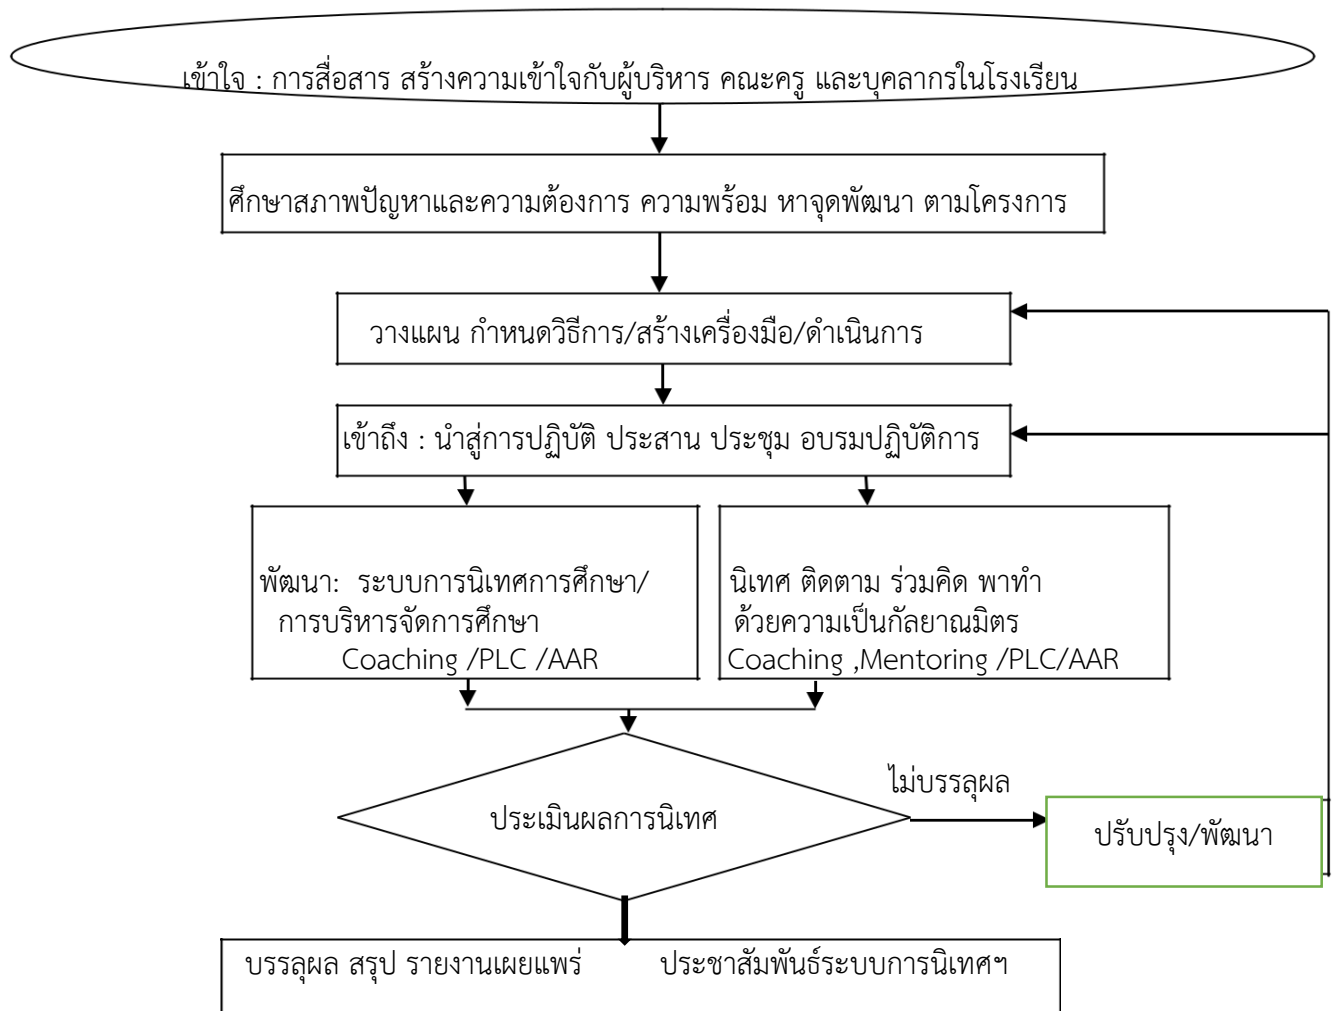 เข้าใจ : การสื่อสาร สร้างความเข้าใจกับผู้บริหาร คณะครู และบุคลากรในโรงเรียน
ศึกษาสภาพปัญหาและความต้องการ ความพร้อม หาจุดพัฒนา ตามโครงการ
วางแผน กำหนดวิธีการ/สร้างเครื่องมือ/ดำเนินการ
เข้าถึง : นำสู่การปฏิบัติ ประสาน ประชุม อบรมปฏิบัติการ
พัฒนา: ระบบการนิเทศการศึกษา/
การบริหารจัดการศึกษา
Coaching /PLC /AAR
นิเทศ ติดตาม ร่วมคิด พาทำ
ด้วยความเป็นกัลยาณมิตร
Coaching ,Mentoring /PLC/AAR
ประเมินผลการนิเทศ
ไม่บรรลุผล
ปรับปรุง/พัฒนา
บรรลุผล สรุป รายงานเผยแพร่ ประชาสัมพันธ์ระบบการนิเทศฯ